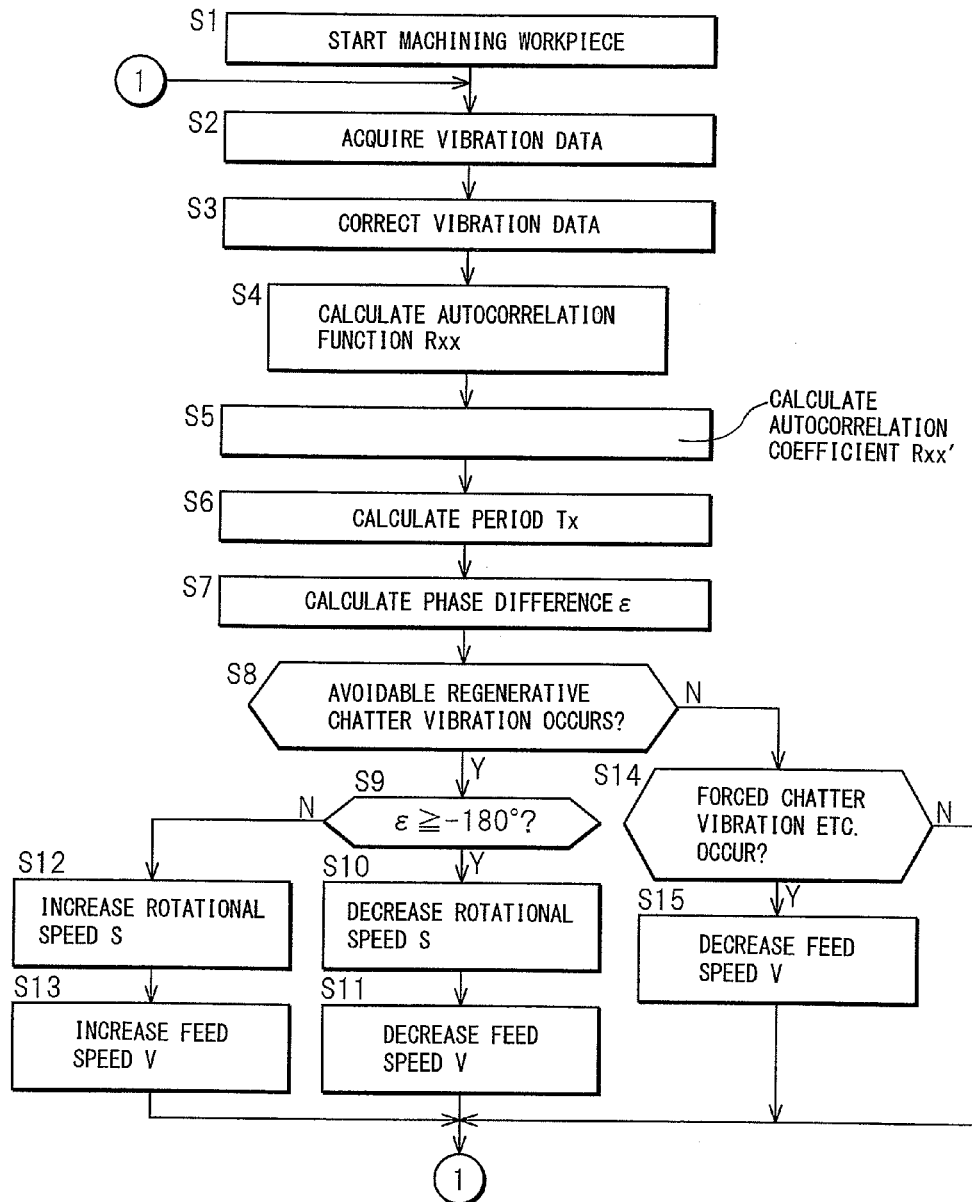 S1
START MACHINING WORKPIECE
1
S2
ACQUIRE VIBRATION DATA
S3
CORRECT VIBRATION DATA
S4
CALCULATE AUTOCORRELATION
FUNCTION Rxx
S5
CALCULATE
AUTOCORRELATION
COEFFICIENT Rxx′
S6
CALCULATE PERIOD Tx
S7
CALCULATE PHASE DIFFERENCE ε
S8
AVOIDABLE REGENERATIVE
CHATTER VIBRATION OCCURS?
N
Y
S9
ε ≧ −180°?
N
Y
S14
FORCED CHATTER
VIBRATION ETC.
OCCUR?
N
Y
S12
INCREASE ROTATIONAL
SPEED S
S10
DECREASE ROTATIONAL
SPEED S
S15
DECREASE FEED
SPEED V
S13
INCREASE FEED
SPEED V
S11
DECREASE FEED
SPEED V
1